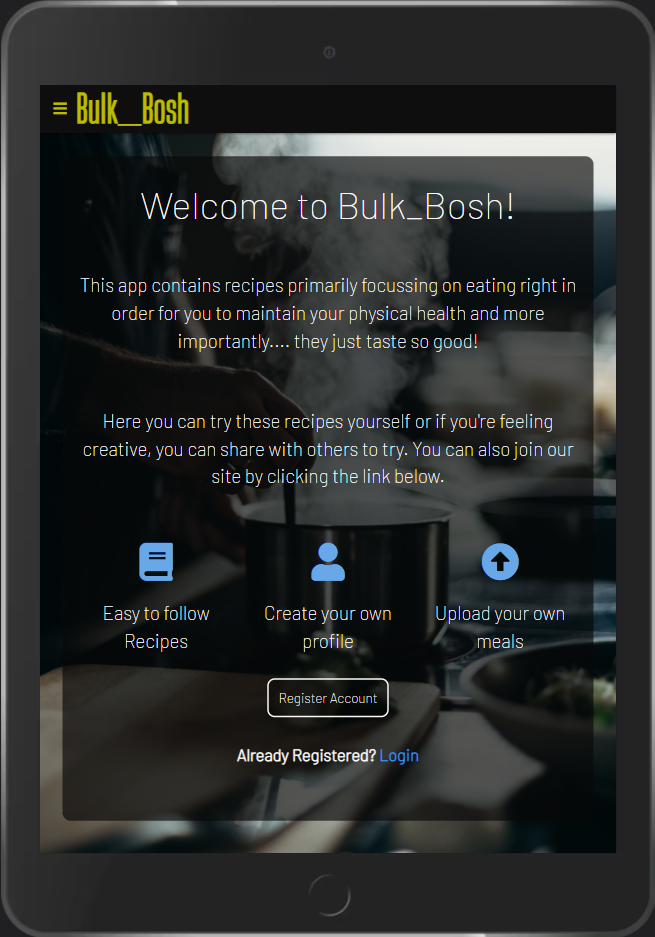 Bulk_Bosh
Welcome to Bulk_Bosh!
This app contains recipes primarily focussing on eating right in
order for you to maintain your physical health and more
importantly.... they just taste so good!
Here you can try these recipes yourself or if you're feeling
creative, you can share with others to try. You can also join our
site by clicking the link below.
Easy to follow
Recipes
Create your own
profile
Upload your own
meals
Register Account
Already Registered? Login